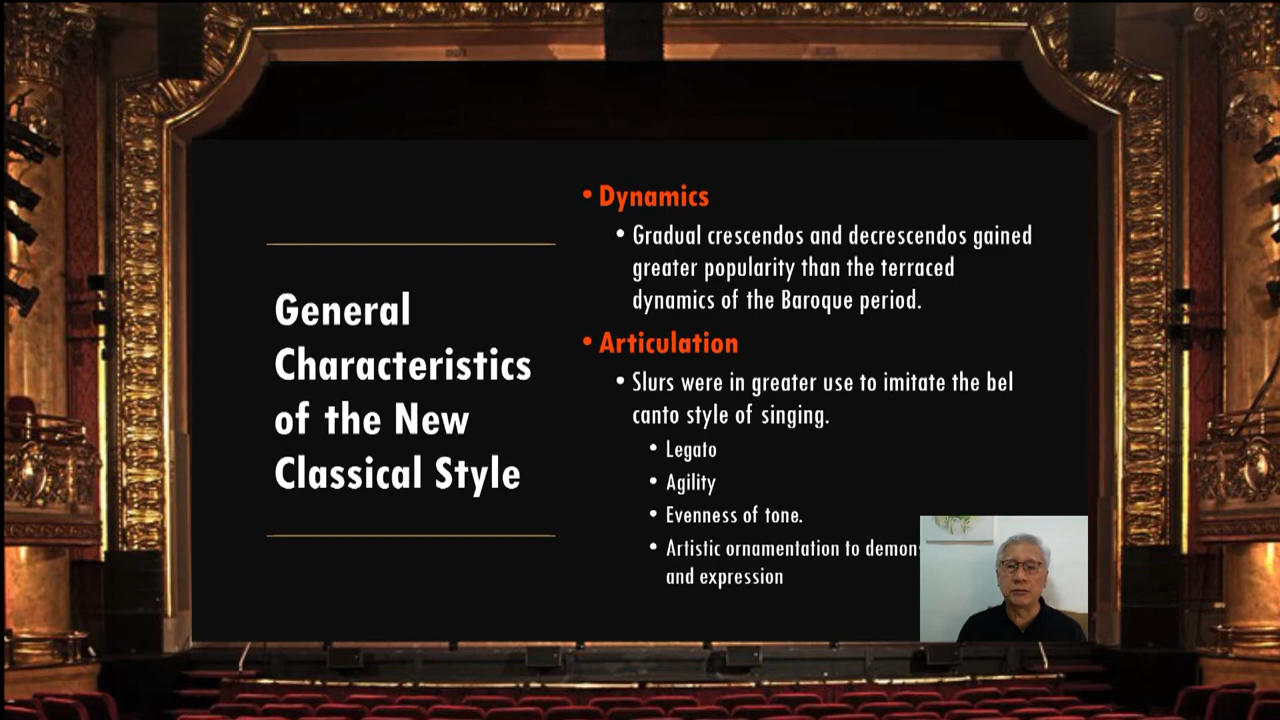 General
Characteristics
of the New
Classical Style
• Dynamics
• Gradual crescendos and decrescendos gained
greater popularity than the terraced
dynamics of the Baroque period.
• Articulation
• Slurs were in greater use to imitate the bel
canto style of singing.
• Legato
• Agility
• Evenness of tone.
• Artistic ornamentation to
and expression